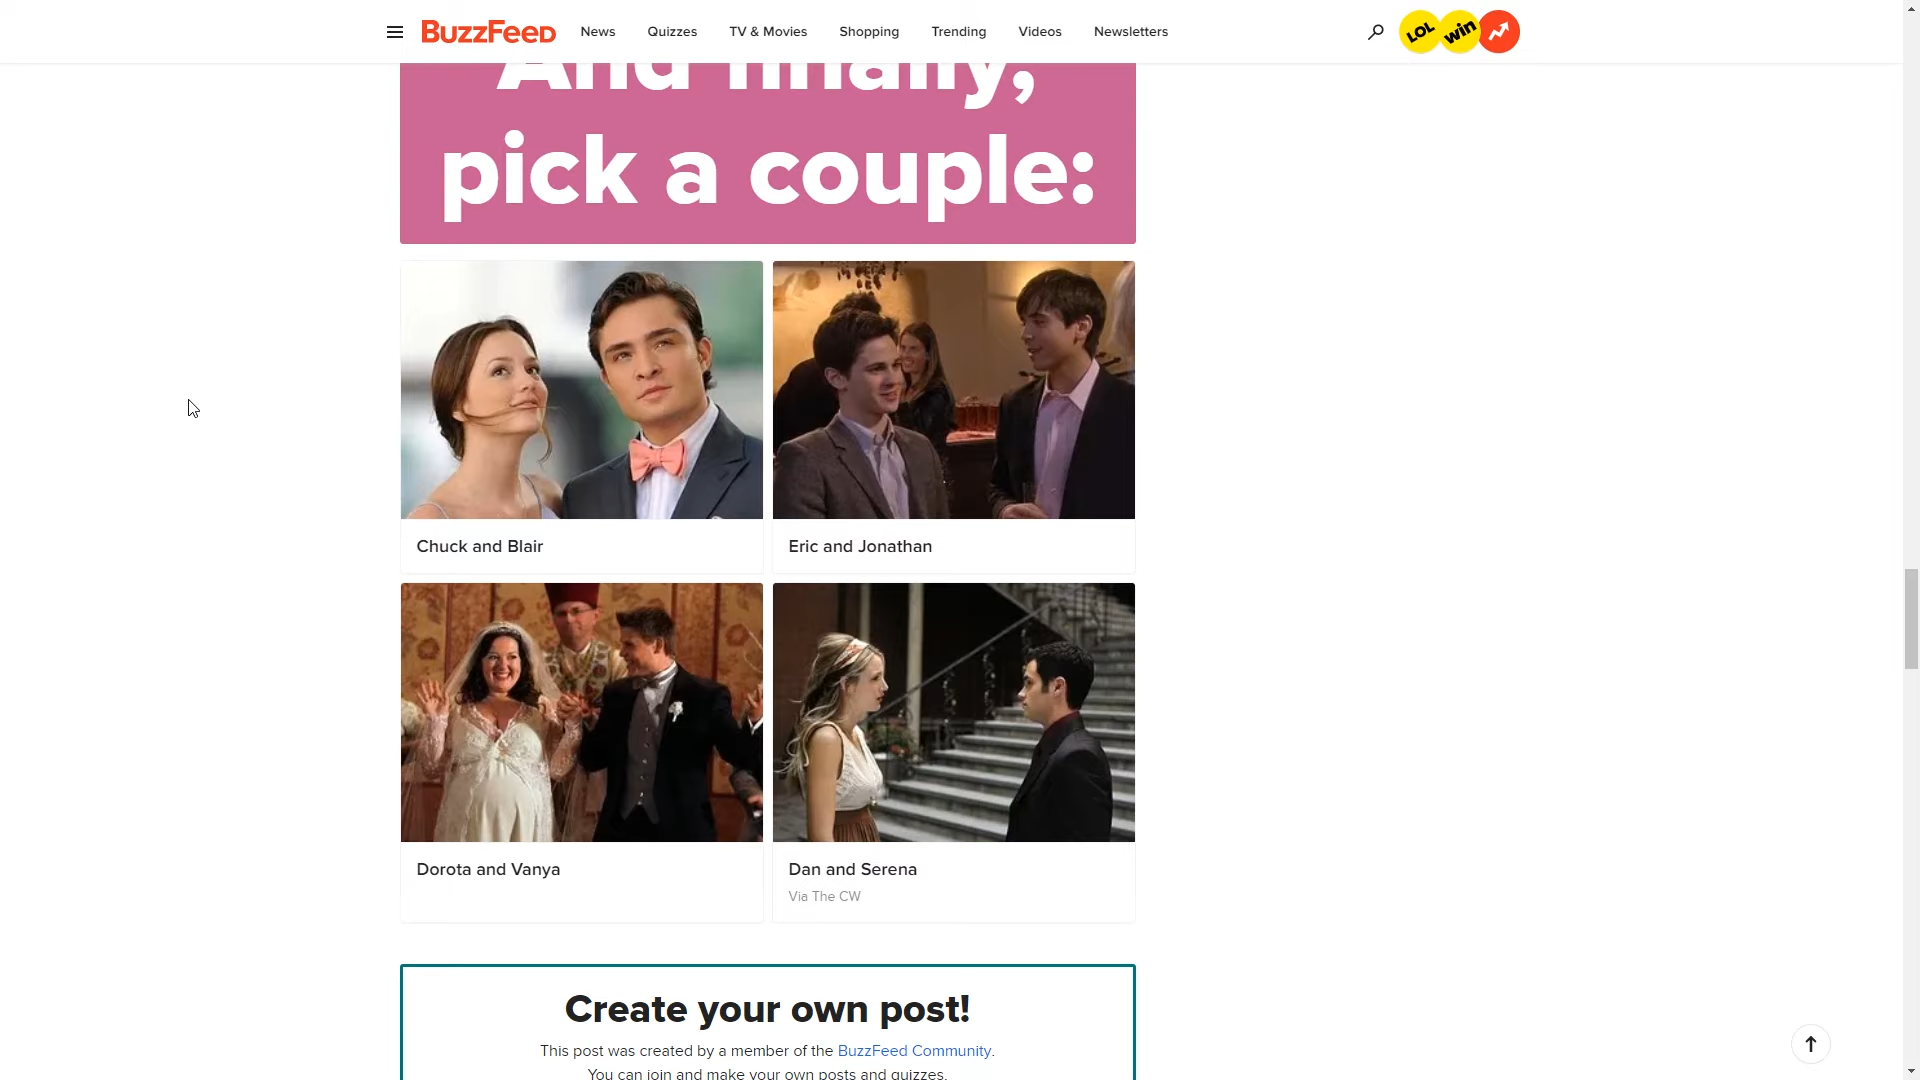 BuzzFeed News Quizzes TV & Movies Shopping Trending Videos Newsletters LOL win
And finally,
pick a couple:
Chuck and Blair
Eric and Jonathan
Dorota and Vanya
Dan and Serena
Via The CW
Create your own post!
This post was created by a member of the BuzzFeed Community.
You can join and make your own posts and quizzes.